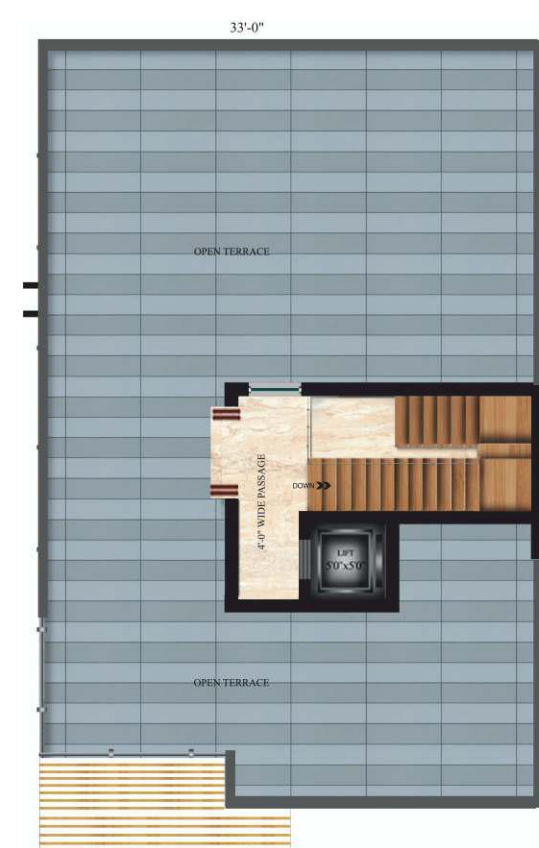 33'-0"
OPEN TERRACE
4'-0" WIDE PASSAGE
DOWN
LIFT
5'0"x5'0"
OPEN TERRACE